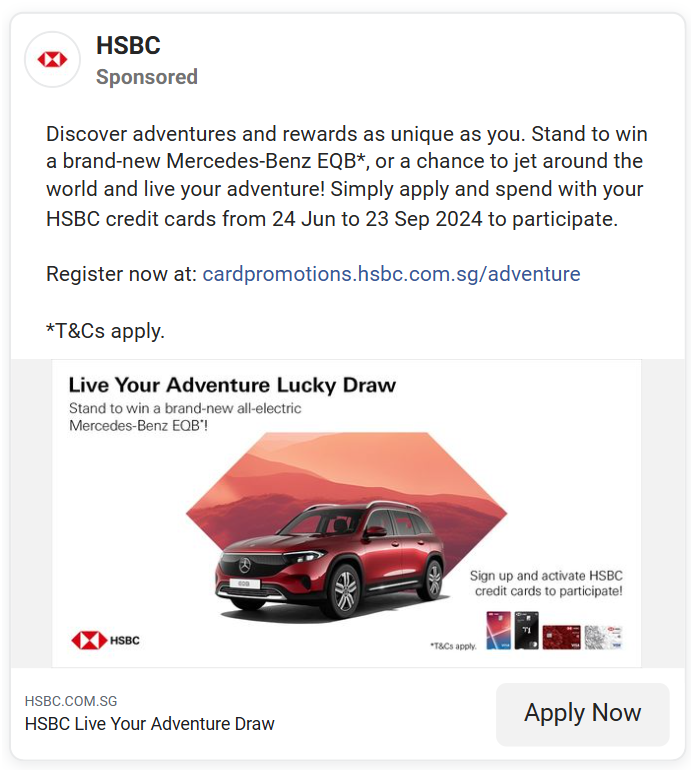 HSBC
Sponsored
Discover adventures and rewards as unique as you. Stand to win
a brand-new Mercedes-Benz EQB*, or a chance to jet around the
world and live your adventure! Simply apply and spend with your
HSBC credit cards from 24 Jun to 23 Sep 2024 to participate.
Register now at: cardpromotions.hsbc.com.sg/adventure
*T&Cs apply.
Live Your Adventure Lucky Draw
Stand to win a brand-new all-electric
Mercedes-Benz EQB*!
EQB
Sign up and activate HSBC
credit cards to participate!
HSBC
*T&Cs apply.
HSBC.COM.SG
HSBC Live Your Adventure Draw
Apply Now